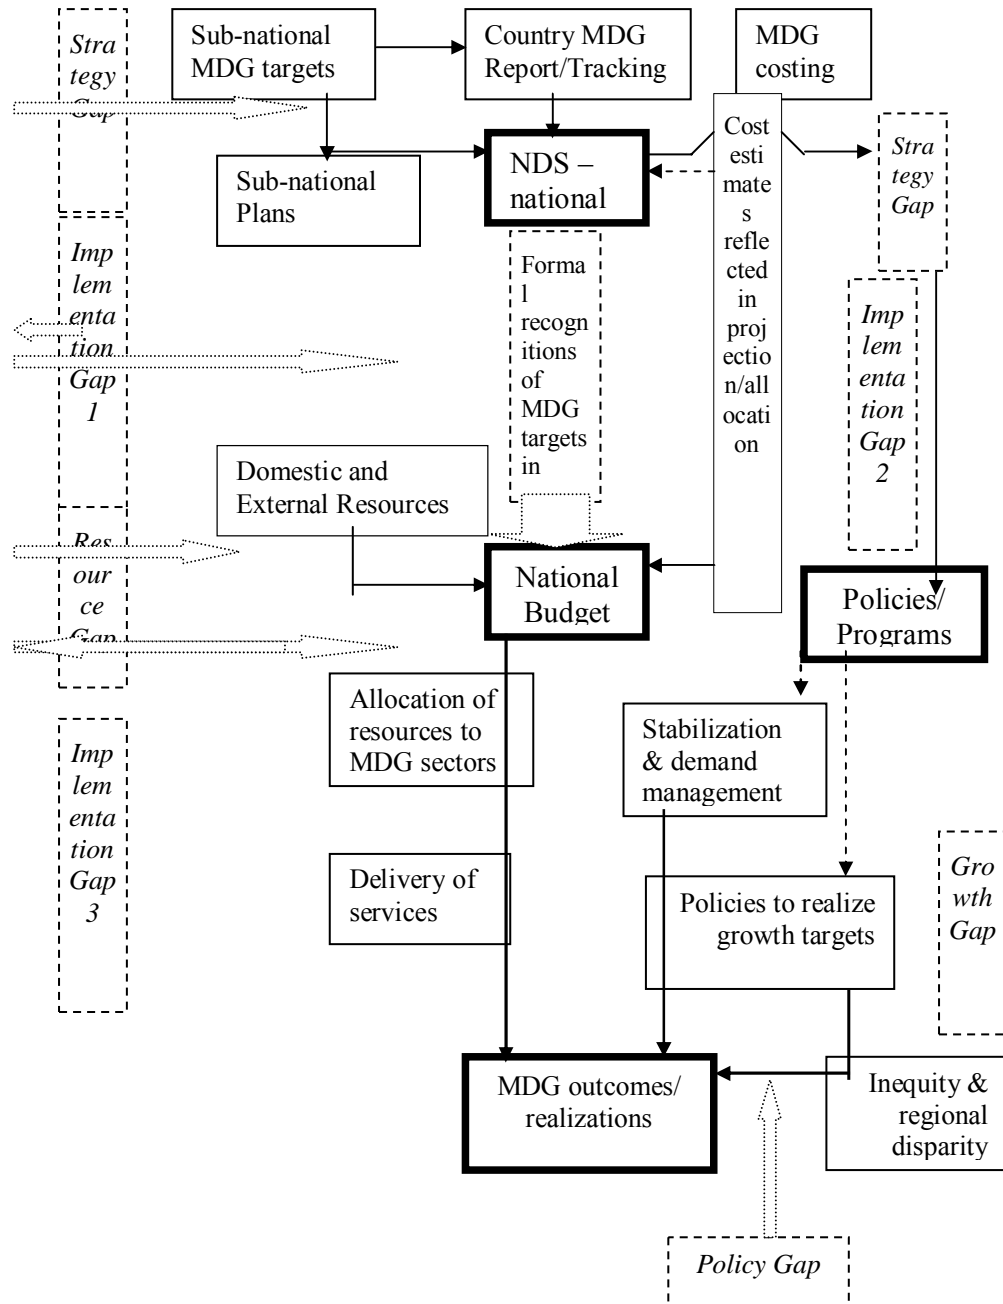 Stra
tegy
Gap
Sub-national
MDG targets
Country MDG
Report/Tracking
MDG
costing
Sub-national
Plans
NDS –
national
Cost
esti
mate
s
refle
cted
in
proj
ectio
n/all
ocati
on
Stra
tegy
Gap
Imp
lem
enta
tion
Gap
1
Forma
l
recogn
itions
of
MDG
targets
in
Imp
lem
enta
tion
Gap
2
Domestic and
External Resources
Res
our
ce
Gap
National
Budget
Policies/
Programs
Allocation of
resources to
MDG sectors
Stabilization
& demand
management
Imp
lem
enta
tion
Gap
3
Delivery of
services
Policies to realize
growth targets
Gro
wth
Gap
MDG outcomes/
realizations
Inequity &
regional
disparity
Policy Gap